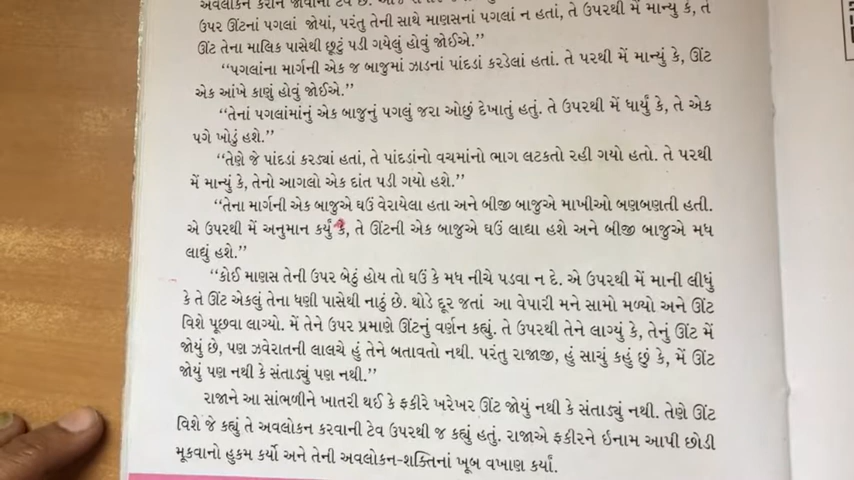 અવલોકન કરીને જોવાની ટેવ છે.
ઉપર ઊંટનાં પગલાં જોયાં, પરંતુ તેની સાથે માણસનાં પગલાં ન હતાં, તે ઉપરથી મેં માન્યું કે, તે
ઊંટ તેના માલિક પાસેથી છૂટું પડી ગયેલું હોવું જોઈએ.”
“પગલાંના માર્ગની એક જ બાજુમાં ઝાડનાં પાંદડાં કરડેલાં હતાં. તે પરથી મેં માન્યું કે, ઊંટ
એક આંખે કાણું હોવું જોઈએ.”
“તેનાં પગલાંમાંનું એક બાજુનું પગલું જરા ઓછું દેખાતું હતું. તે ઉપરથી મેં ધાર્યું કે, તે એક
પગે ખોડું હશે.”
“તેણે જે પાંદડાં કરડ્યાં હતાં, તે પાંદડાંનો વચમાંનો ભાગ લટકતો રહી ગયો હતો. તે પરથી
મેં માન્યું કે, તેનો આગલો એક દાંત પડી ગયો હશે.”
“તેના માર્ગની એક બાજુએ ઘઉં વેરાયેલા હતા અને બીજી બાજુએ માખીઓ બણબણતી હતી.
એ ઉપરથી મેં અનુમાન કર્યું કે, તે ઊંટની એક બાજુએ ઘઉં લાદ્યા હશે અને બીજી બાજુએ મધ
લાદ્યું હશે.”
“કોઈ માણસ તેની ઉપર બેઠું હોય તો ઘઉં કે મધ નીચે પડવા ન દે. એ ઉપરથી મેં માની લીધું
કે તે ઊંટ એકલું તેના ધણી પાસેથી નાઠું છે. થોડે દૂર જતાં આ વેપારી મને સામો મળ્યો અને ઊંટ
વિશે પૂછવા લાગ્યો. મેં તેને ઉપર પ્રમાણે ઊંટનું વર્ણન કહ્યું. તે ઉપરથી તેને લાગ્યું કે, તેનું ઊંટ મેં
જોયું છે, પણ ઝવેરાતની લાલચે હું તેને બતાવતો નથી. પરંતુ રાજાજી, હું સાચું કહું છું કે, મેં ઊંટ
જોયું પણ નથી કે સંતાડ્યું પણ નથી.”
રાજાને આ સાંભળીને ખાતરી થઈ કે ફકીરે ખરેખર ઊંટ જોયું નથી કે સંતાડ્યું નથી. તેણે ઊંટ
વિશે જે કહ્યું તે અવલોકન કરવાની ટેવ ઉપરથી જ કહ્યું હતું. રાજાએ ફકીરને ઇનામ આપી છોડી
મૂકવાનો હુકમ કર્યો અને તેની અવલોકન-શક્તિનાં ખૂબ વખાણ કર્યાં.